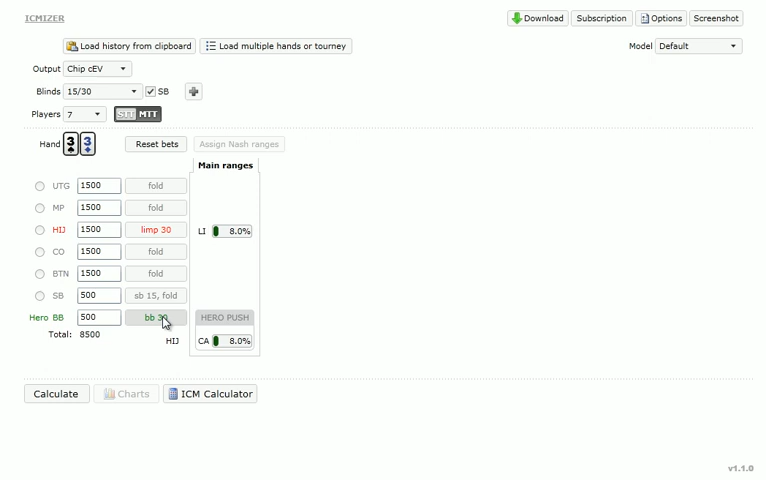 ICMIZER
Download Subscription Options Screenshot
Load history from clipboard Load multiple hands or tourney Model Default
Output Chip cEV
Blinds 15/30 SB
Players 7 STT MTT
Hand 3 3 Reset bets Assign Nash ranges
Main ranges
UTG 1500 fold
MP 1500 fold
HIJ 1500 limp 30 LI 8.0%
CO 1500 fold
BTN 1500 fold
SB 500 sb 15, fold
Hero BB 500 bb 30 HERO PUSH
Total: 8500 HIJ CA 8.0%
Calculate Charts ICM Calculator
v1.1.0